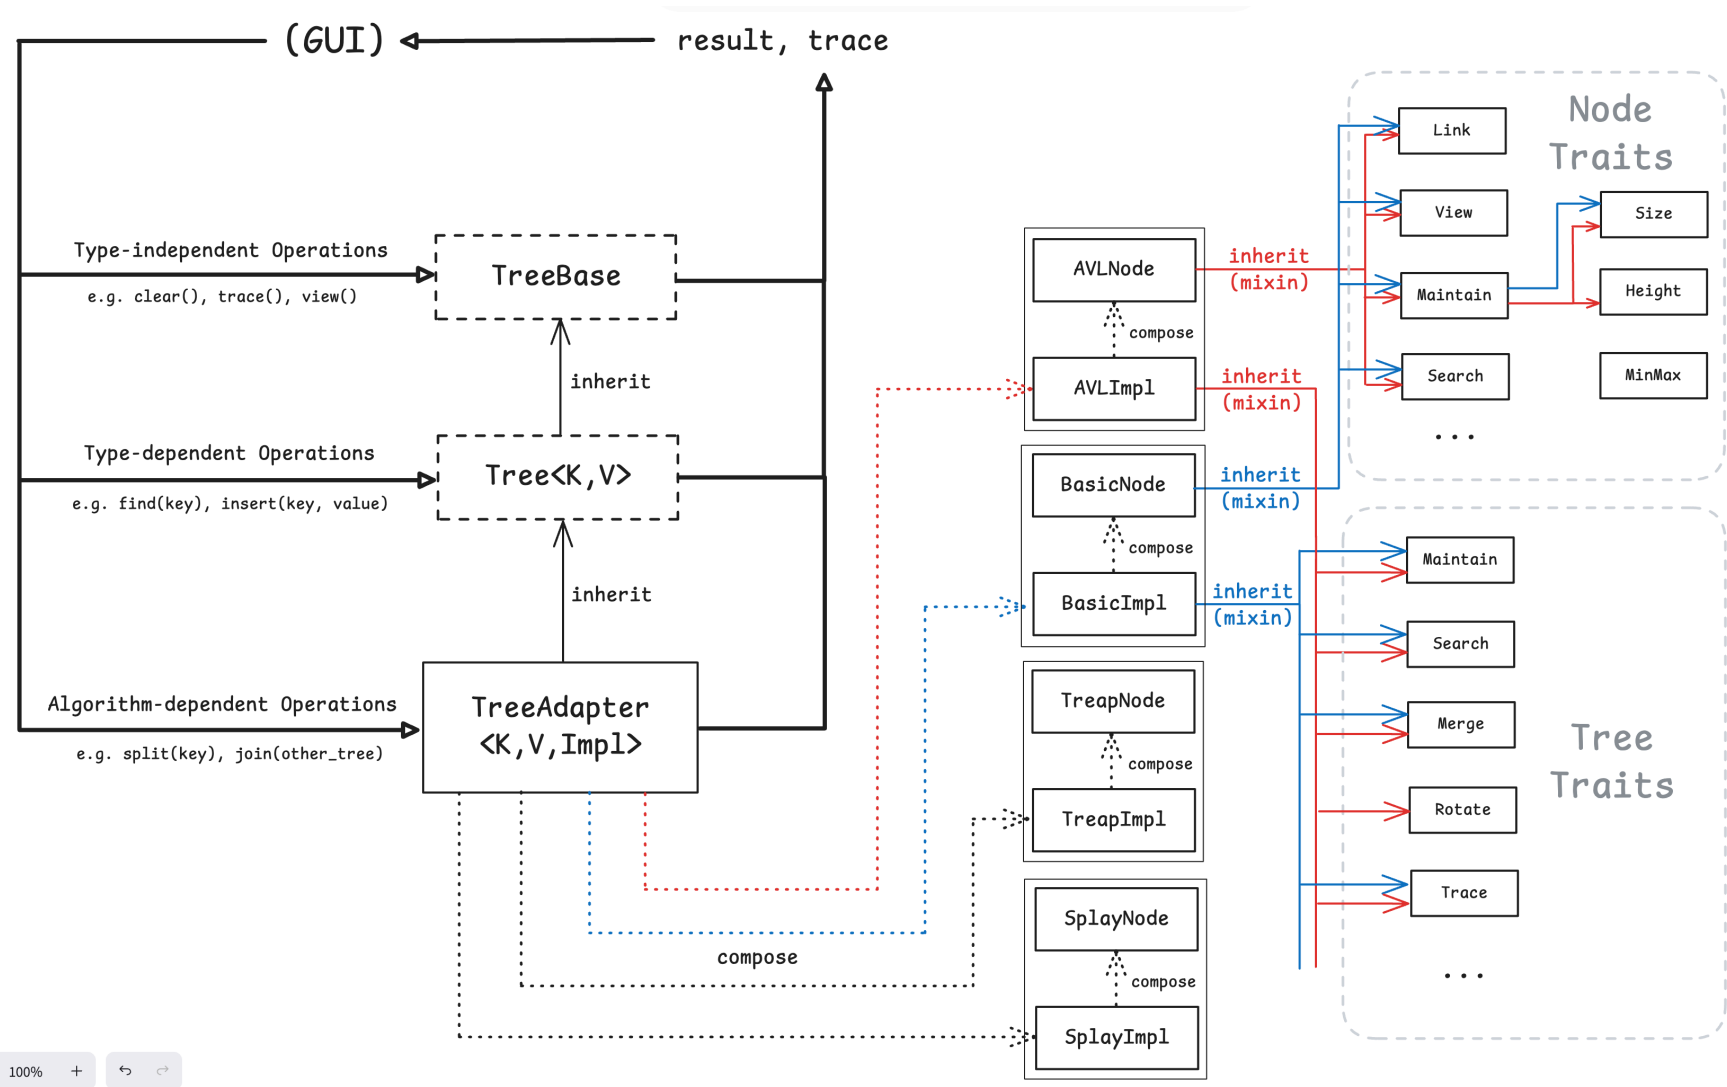 (GUI)
result, trace
Type-independent Operations
e.g. clear(), trace(), view()
TreeBase
inherit
Type-dependent Operations
e.g. find(key), insert(key, value)
Tree<K,V>
inherit
Algorithm-dependent Operations
e.g. split(key), join(other_tree)
TreeAdapter
<K,V,Impl>
compose
AVLNode
compose
AVLImpl
inherit
(mixin)
inherit
(mixin)
BasicNode
compose
BasicImpl
inherit
(mixin)
inherit
(mixin)
TreapNode
compose
TreapImpl
SplayNode
compose
SplayImpl
Node
Traits
Link
View
Maintain
Search
...
Size
Height
MinMax
Tree
Traits
Maintain
Search
Merge
Rotate
Trace
...
100% +